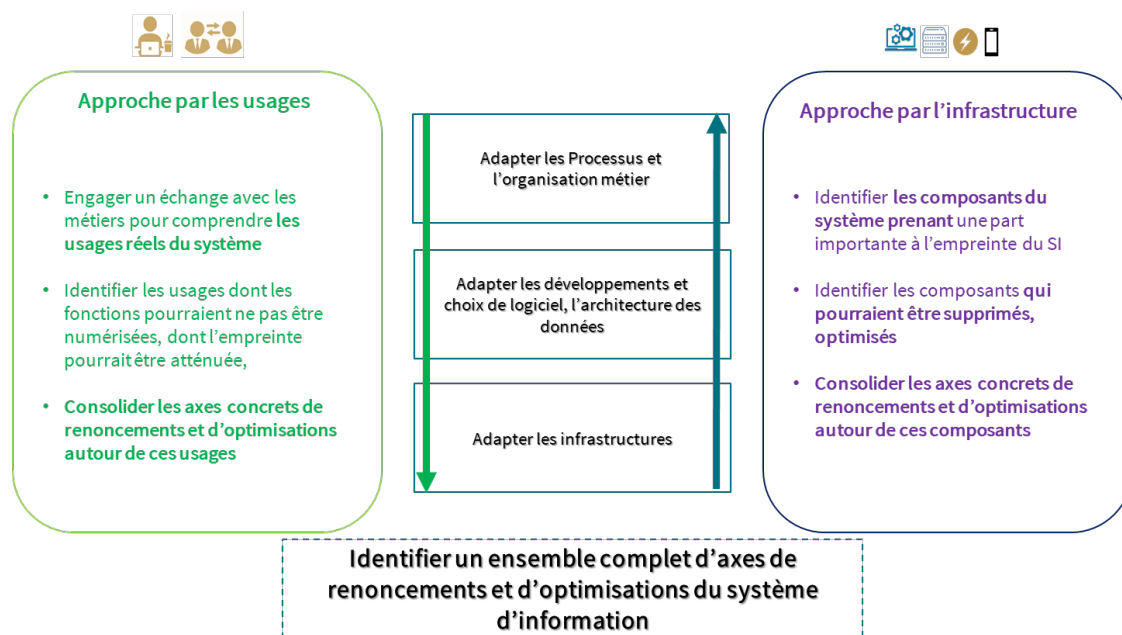 Approche par les usages
• Engager un échange avec les
métiers pour comprendre les
usages réels du système
• Identifier les usages dont les
fonctions pourraient ne pas être
numérisées, dont l’empreinte
pourrait être atténuée,
• Consolider les axes concrets de
renoncements et d’optimisations
autour de ces usages
Adapter les Processus et
l’organisation métier
Adapter les développements et
choix de logiciel, l’architecture des
données
Adapter les infrastructures
Approche par l’infrastructure
• Identifier les composants du
système prenant une part
importante à l’empreinte du SI
• Identifier les composants qui
pourraient être supprimés,
optimisés
• Consolider les axes concrets de
renoncements et d’optimisations
autour de ces composants
Identifier un ensemble complet d’axes de
renoncements et d’optimisations du système
d’information